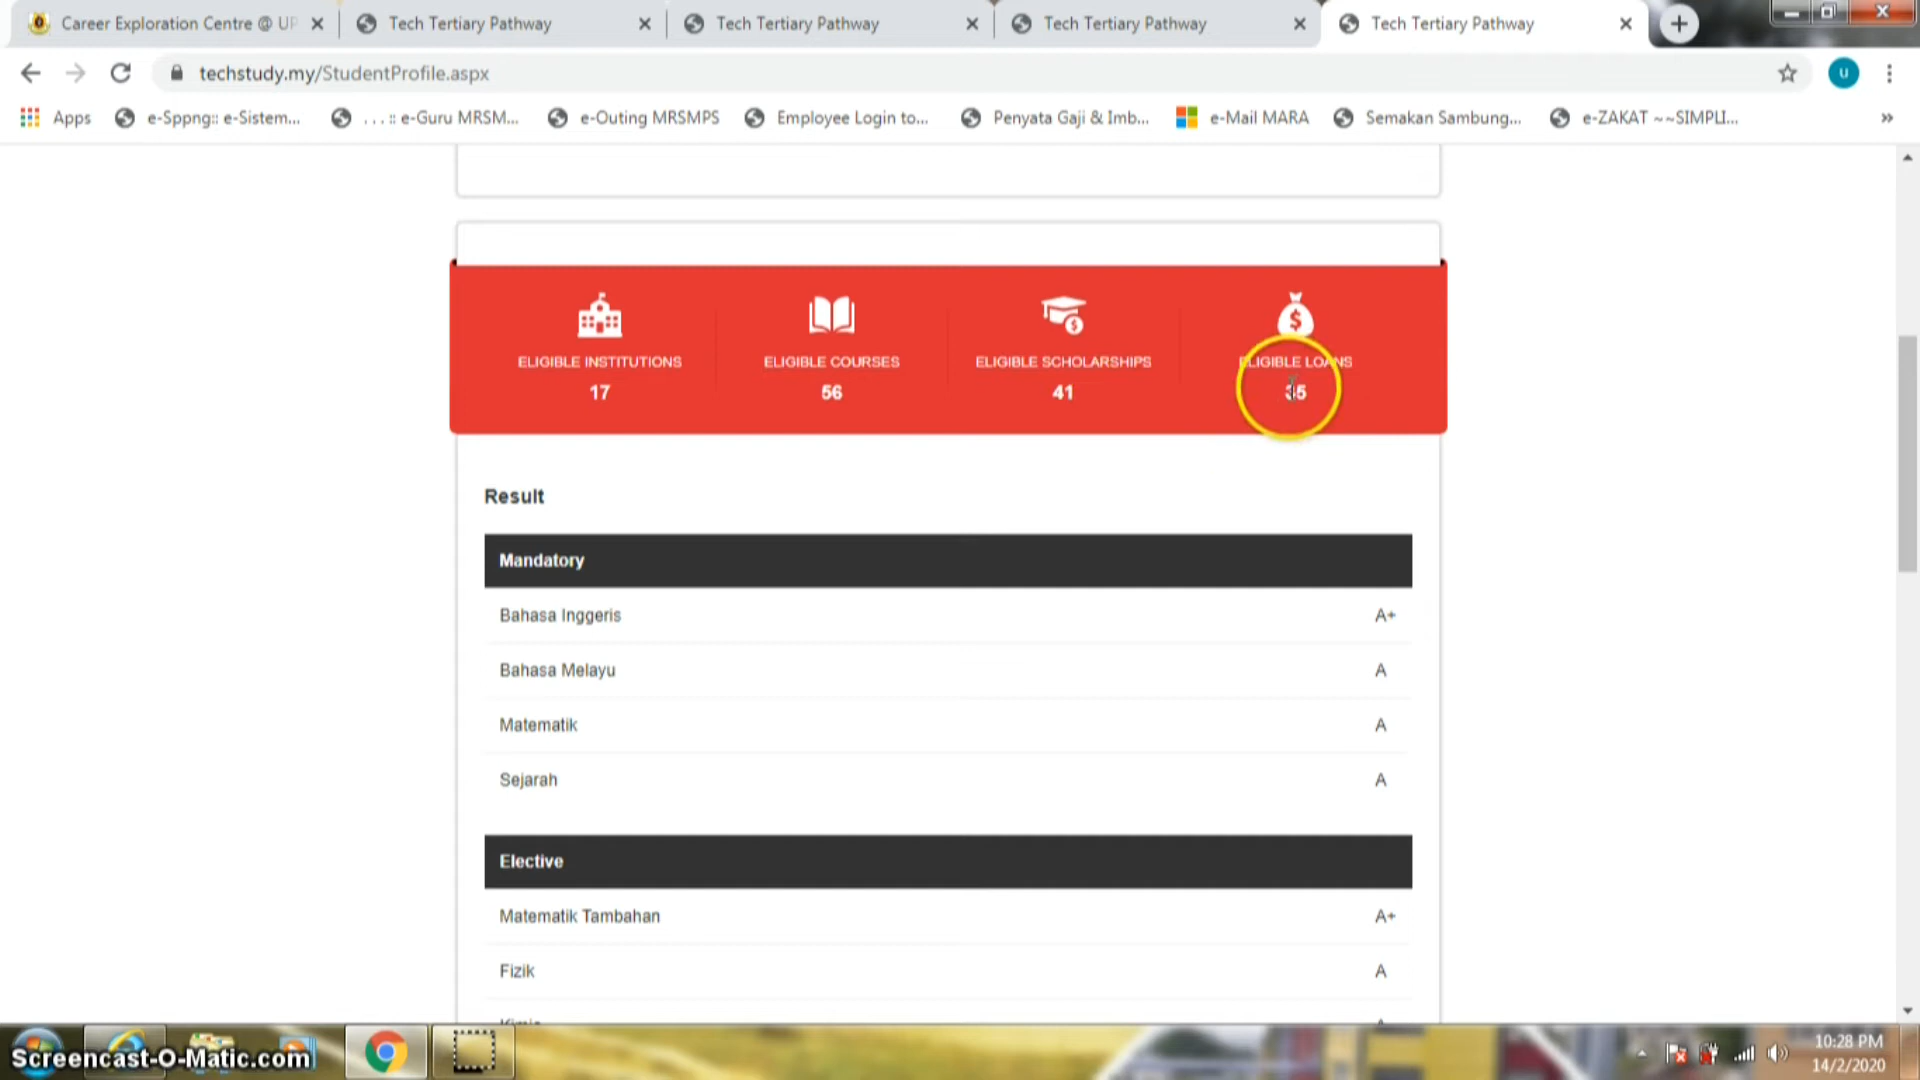 Career Exploration Centre @ UP
Tech Tertiary Pathway
Tech Tertiary Pathway
Tech Tertiary Pathway
Tech Tertiary Pathway
techstudy.my/StudentProfile.aspx
U
Apps
e-Sppng:: e-Sistem...
. . . :: e-Guru MRSM...
e-Outing MRSMPS
Employee Login to...
Penyata Gaji & Imb...
e-Mail MARA
Semakan Sambung...
e-ZAKAT ~~SIMPLI...
»
ELIGIBLE INSTITUTIONS
17
ELIGIBLE COURSES
56
ELIGIBLE SCHOLARSHIPS
41
ELIGIBLE LOANS
35
Result
Mandatory
Bahasa Inggeris A+
Bahasa Melayu A
Matematik A
Sejarah A
Elective
Matematik Tambahan A+
Fizik A
Screencast-O-Matic.com
10:28 PM
14/2/2020